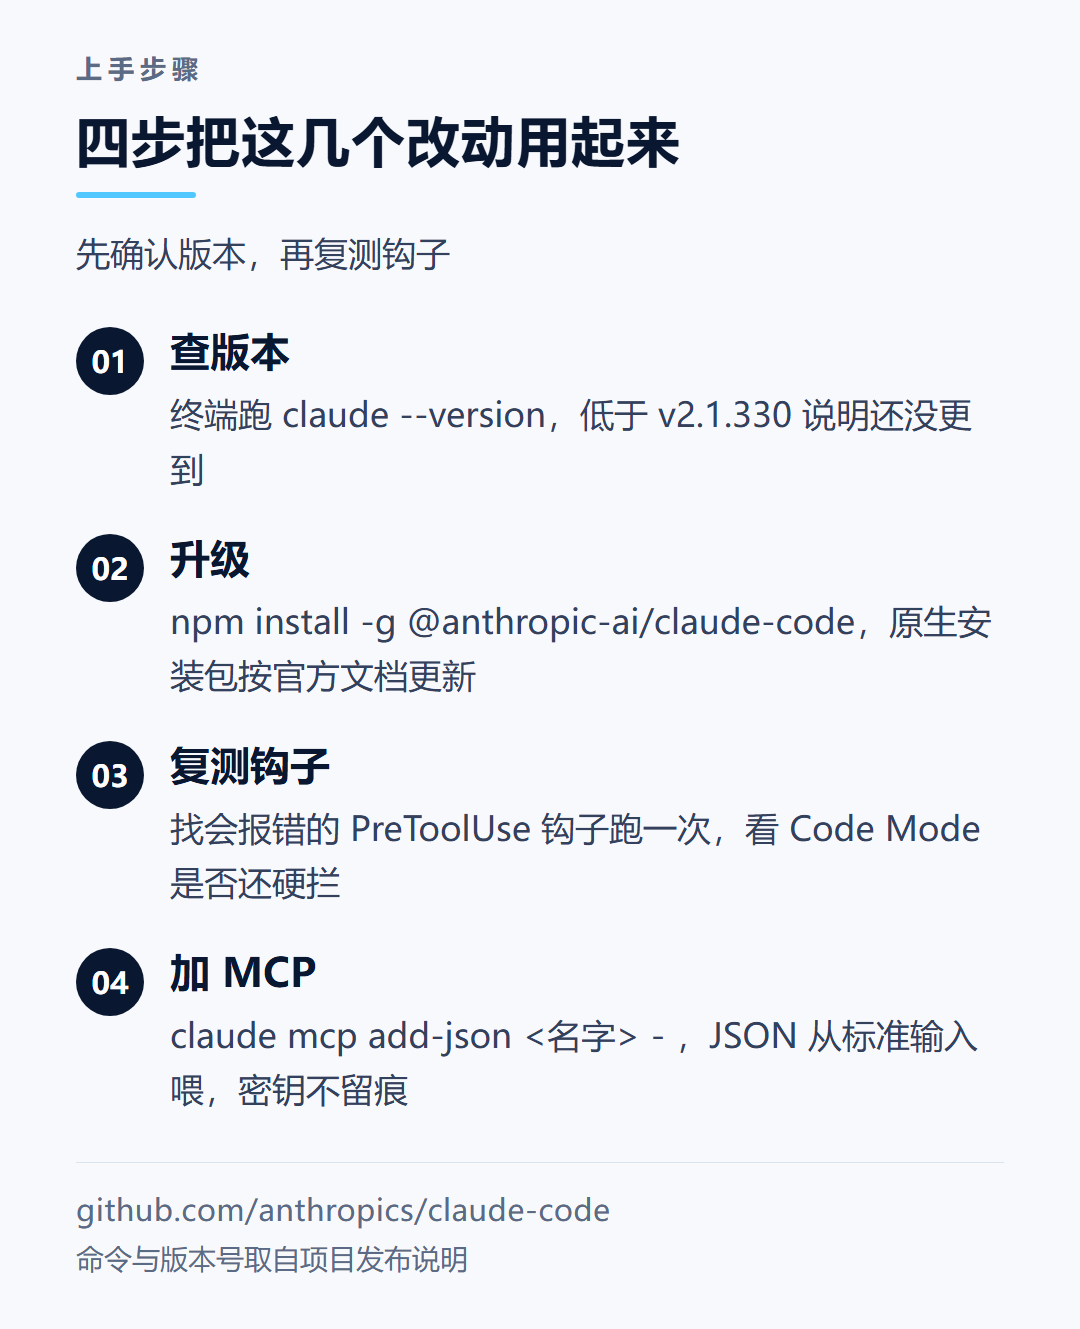 上手步骤
四步把这几个改动用起来
先确认版本，再复测钩子
01
查版本
终端跑 claude --version，低于 v2.1.330 说明还没更
到
02
升级
npm install -g @anthropic-ai/claude-code，原生安
装包按官方文档更新
03
复测钩子
找会报错的 PreToolUse 钩子跑一次，看 Code Mode
是否还硬拦
04
加 MCP
claude mcp add-json <名字> - ，JSON 从标准输入
喂，密钥不留痕
github.com/anthropics/claude-code
命令与版本号取自项目发布说明